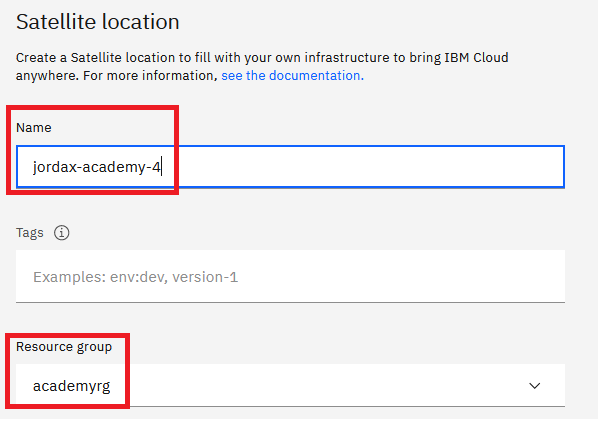 Satellite location
Create a Satellite location to fill with your own infrastructure to bring IBM Cloud
anywhere. For more information, see the documentation.
Name
jordax-academy-4
Tags
Examples: env:dev, version-1
Resource group
academyrg